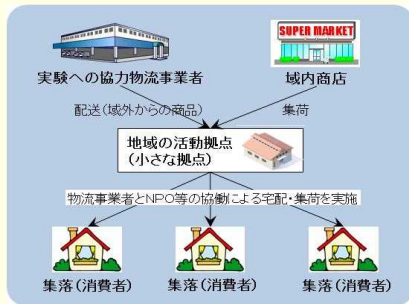 SUPER MARKET
実験への協力物流事業者
域内商店
配送(域外からの商品)
集荷
地域の活動拠点
(小さな拠点)
物流事業者とNPO等の協働による宅配・集荷を実施
集落(消費者)
集落(消費者)
集落(消費者)